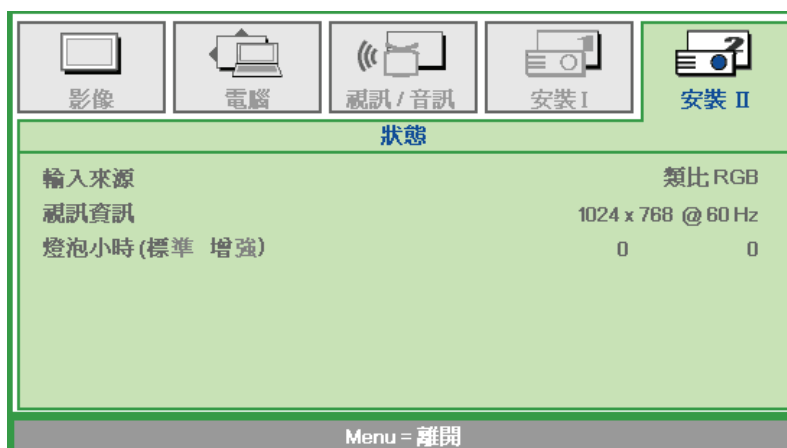 影像 電腦 視訊 / 音訊 安裝 I 安裝 II
狀態
輸入來源 類比 RGB
視訊資訊 1024 x 768 @ 60 Hz
燈泡小時 (標準 增強) 0 0
Menu = 離開